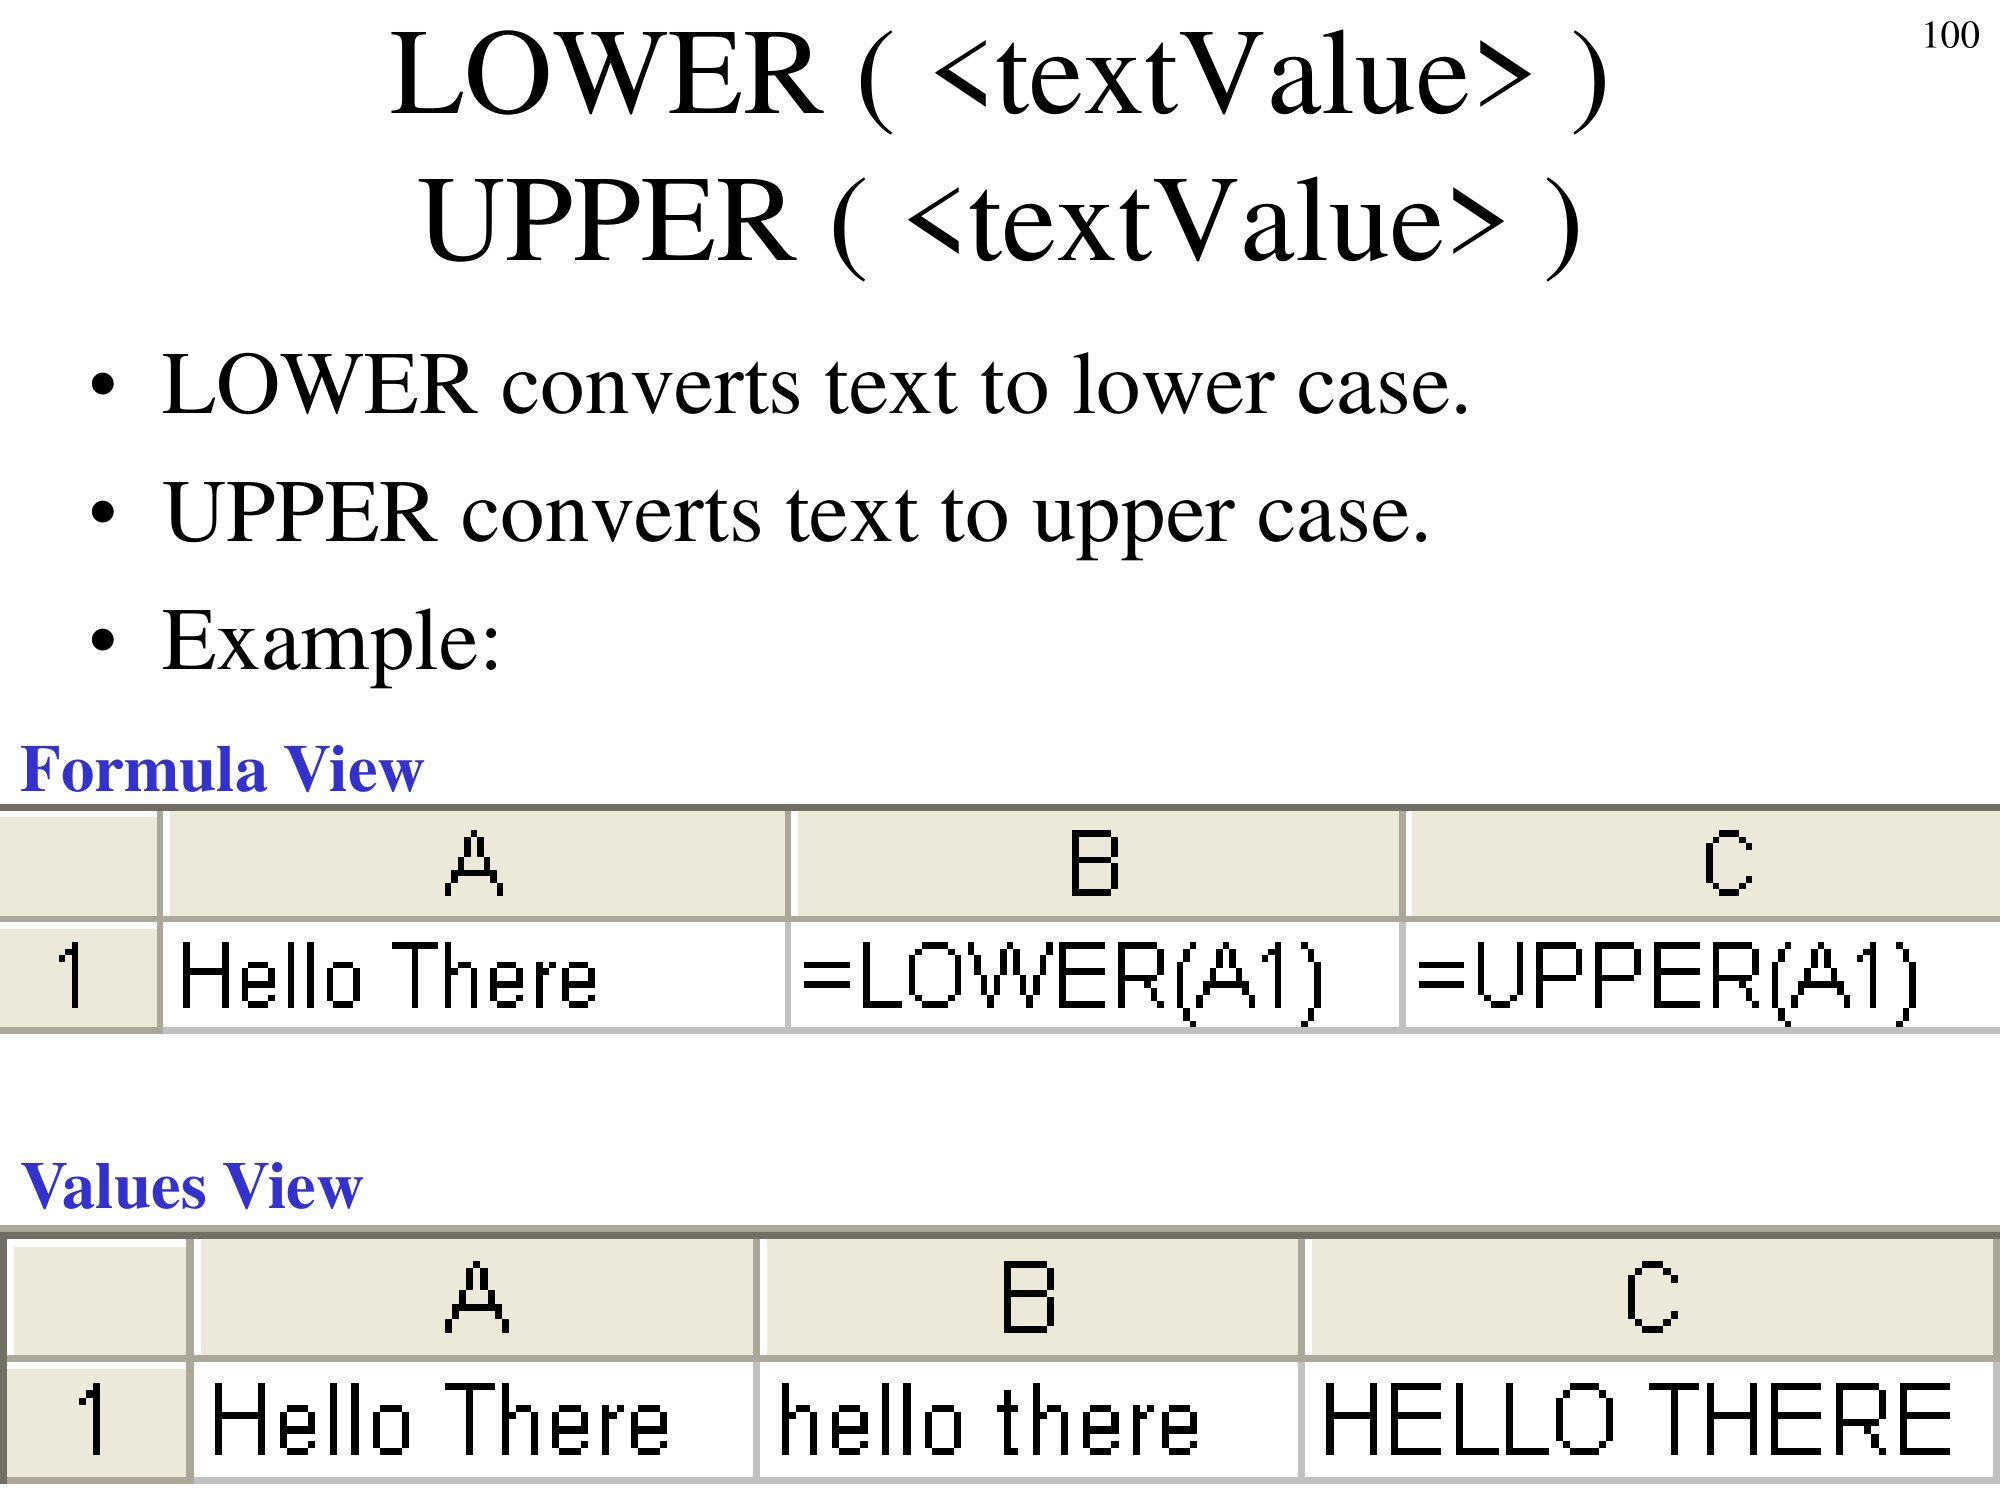 100
LOWER ( <textValue> )
UPPER ( <textValue> )
• LOWER converts text to lower case.
• UPPER converts text to upper case.
• Example:
Formula View
A B C
1 Hello There =LOWER(A1) =UPPER(A1)
Values View
A B C
1 Hello There hello there HELLO THERE